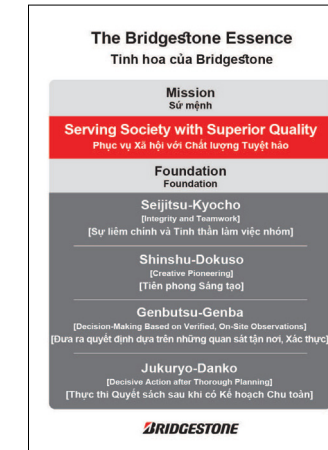 The Bridgestone Essence
Tinh hoa của Bridgestone
Mission
Sứ mệnh
Serving Society with Superior Quality
Phục vụ Xã hội với Chất lượng Tuyệt hảo
Foundation
Foundation
Seijitsu-Kyocho
[Integrity and Teamwork]
[Sự liêm chính và Tinh thần làm việc nhóm]
Shinshu-Dokuso
[Creative Pioneering]
[Tiên phong Sáng tạo]
Genbutsu-Genba
[Decision-Making Based on Verified, On-Site Observations]
[Đưa ra quyết định dựa trên những quan sát tận nơi, Xác thực]
Jukuryo-Danko
[Decisive Action after Thorough Planning]
[Thực thi Quyết sách sau khi có Kế hoạch Chu toàn]
BRIDGESTONE